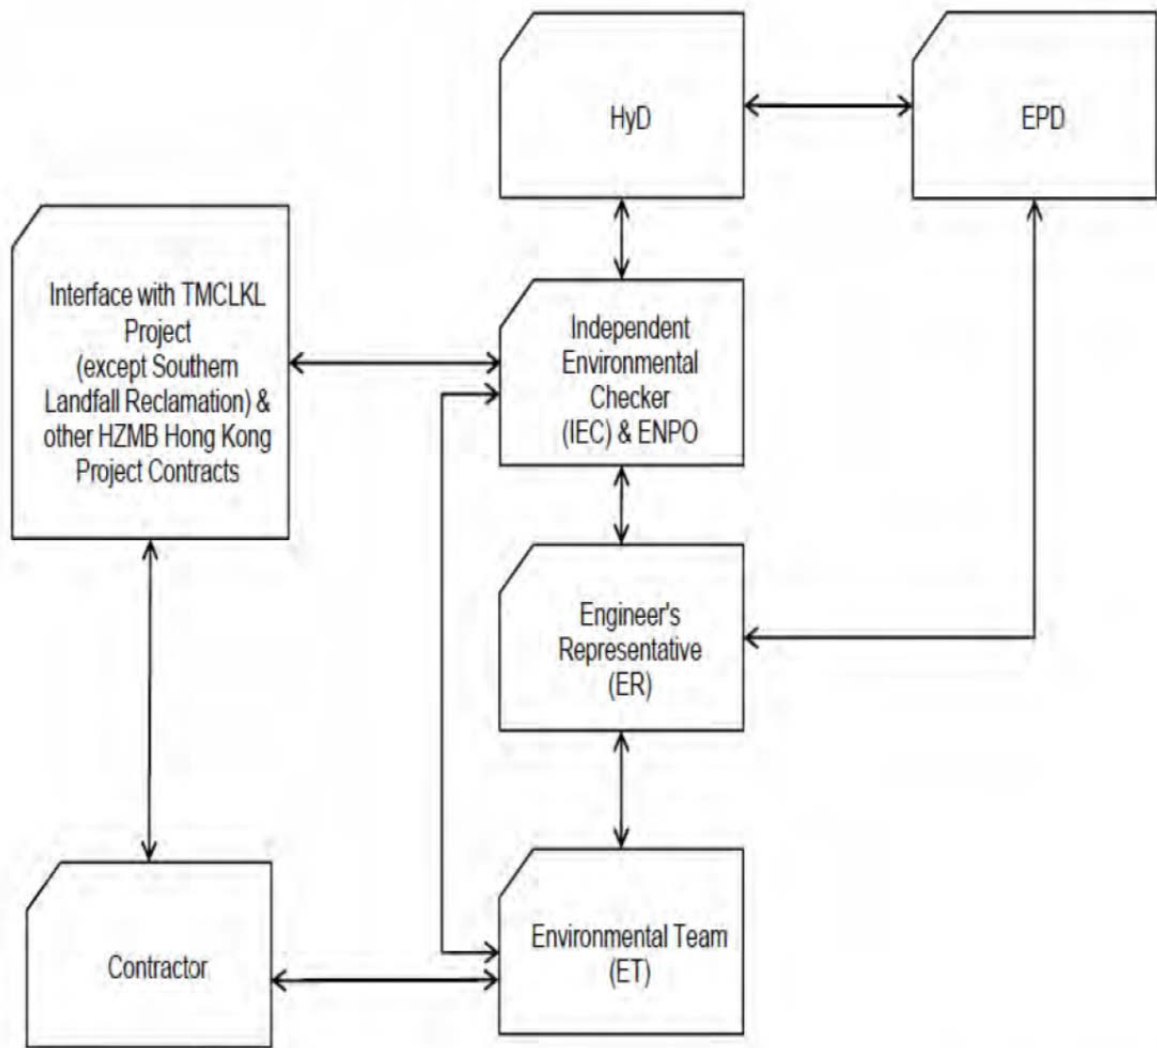 HyD
EPD
Interface with TMCLKL
Project
(except Southern
Landfall Reclamation) &
other HZMB Hong Kong
Project Contracts
Independent
Environmental
Checker
(IEC) & ENPO
Engineer's
Representative
(ER)
Contractor
Environmental Team
(ET)